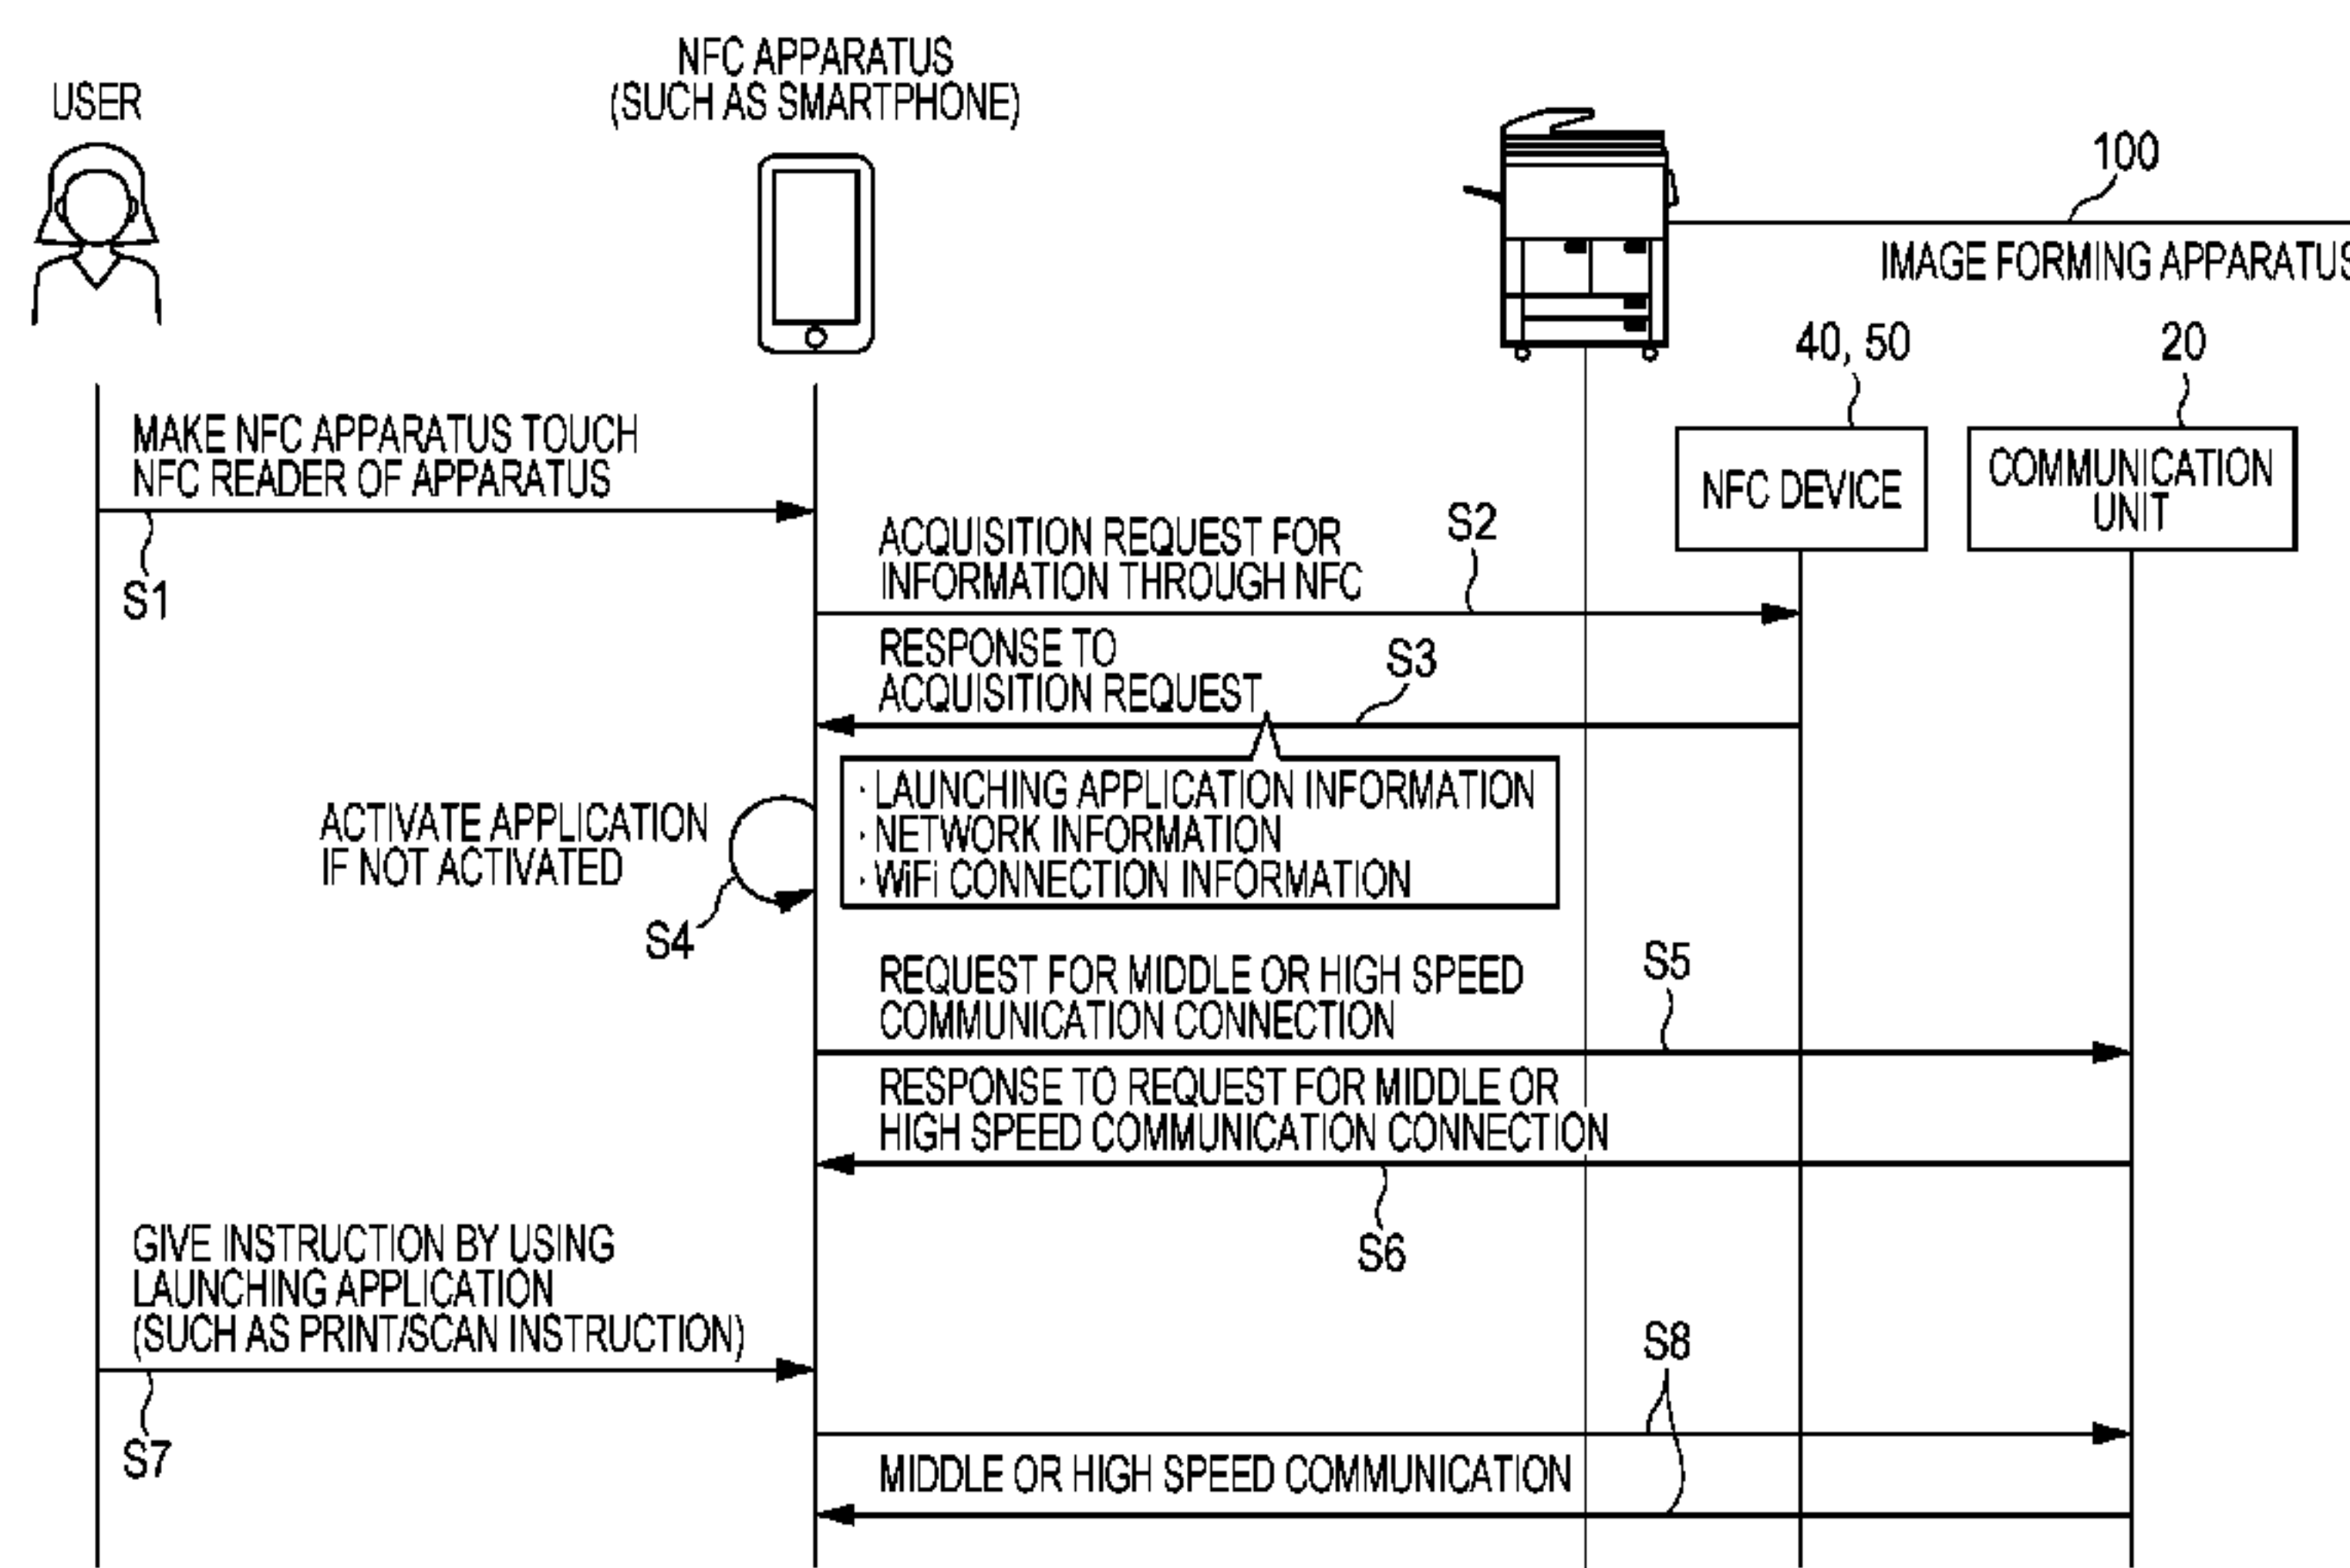 USER
NFC APPARATUS
(SUCH AS SMARTPHONE)
100
IMAGE FORMING APPARATUS
40, 50
20
NFC DEVICE
COMMUNICATION
UNIT
MAKE NFC APPARATUS TOUCH
NFC READER OF APPARATUS
S1
ACQUISITION REQUEST FOR
INFORMATION THROUGH NFC
S2
RESPONSE TO
ACQUISITION REQUEST
S3
· LAUNCHING APPLICATION INFORMATION
· NETWORK INFORMATION
· WiFi CONNECTION INFORMATION
ACTIVATE APPLICATION
IF NOT ACTIVATED
S4
REQUEST FOR MIDDLE OR HIGH SPEED
COMMUNICATION CONNECTION
S5
RESPONSE TO REQUEST FOR MIDDLE OR
HIGH SPEED COMMUNICATION CONNECTION
S6
GIVE INSTRUCTION BY USING
LAUNCHING APPLICATION
(SUCH AS PRINT/SCAN INSTRUCTION)
S7
S8
MIDDLE OR HIGH SPEED COMMUNICATION